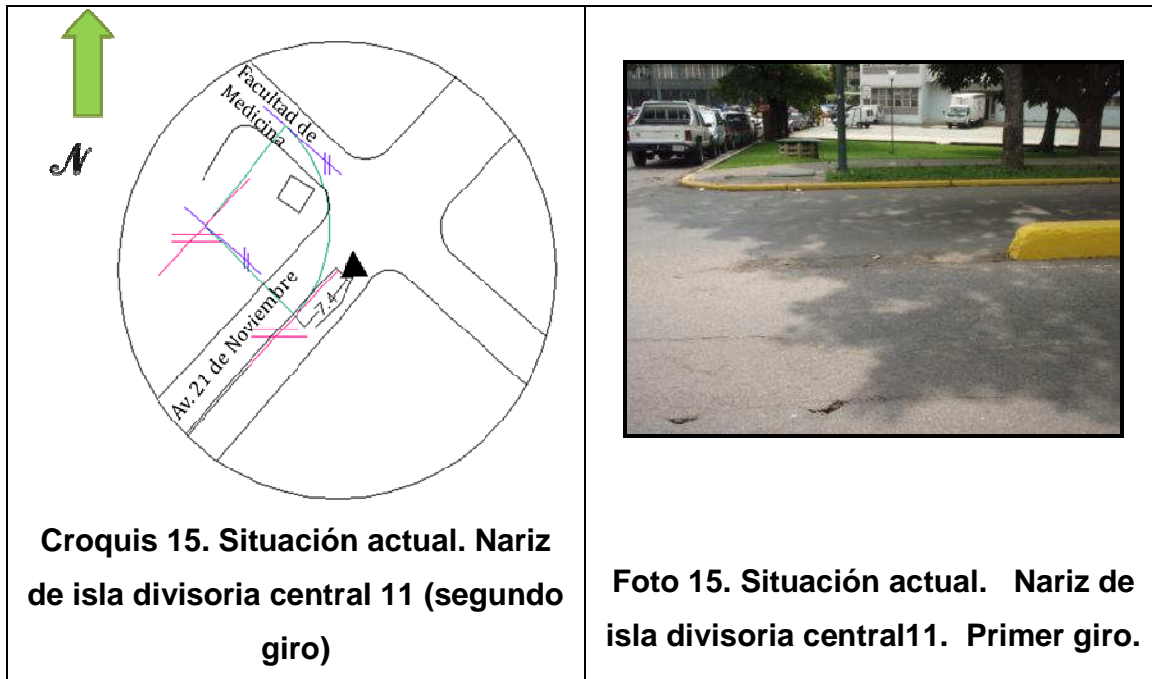 N
Facultad de
Medicina
Av. 21 de Noviembre
7.4
Croquis 15. Situación actual. Nariz
de isla divisoria central 11 (segundo
giro)
Foto 15. Situación actual. Nariz de
isla divisoria central11. Primer giro.